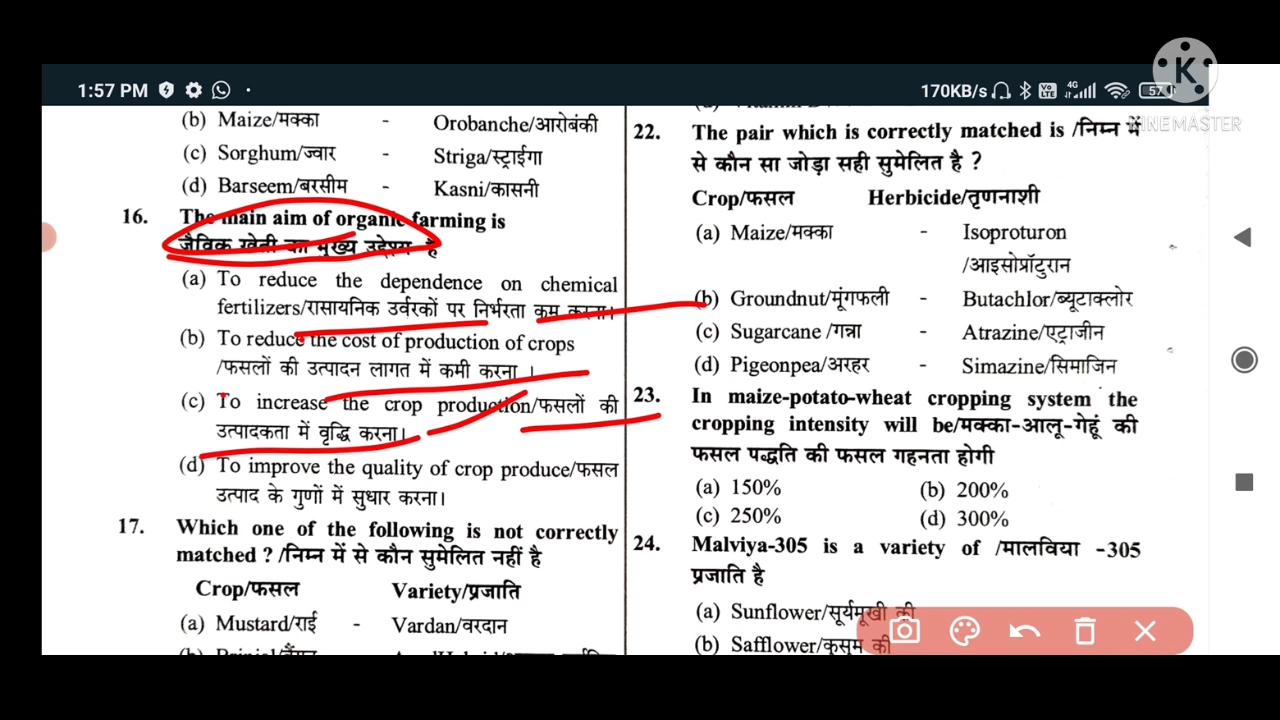 1:57 PM
170KB/s
4G
57
KINEMASTER
(b) Maize/मक्का - Orobanche/आरोबंकी
(c) Sorghum/ज्वार - Striga/स्ट्राईगा
(d) Barseem/बरसीम - Kasni/कासनी
16. The main aim of organic farming is
जैविक खेती का मुख्य उद्देश्य है
(a) To reduce the dependence on chemical
fertilizers/रासायनिक उर्वरकों पर निर्भरता कम करना।
(b) To reduce the cost of production of crops
/फसलों की उत्पादन लागत में कमी करना ।
(c) To increase the crop production/फसलों की
उत्पादकता में वृद्धि करना।
(d) To improve the quality of crop produce/फसल
उत्पाद के गुणों में सुधार करना।
17. Which one of the following is not correctly
matched ? /निम्न में से कौन सुमेलित नहीं है
Crop/फसल Variety/प्रजाति
(a) Mustard/राई - Vardan/वरदान
22. The pair which is correctly matched is /निम्न में
से कौन सा जोड़ा सही सुमेलित है ?
Crop/फसल Herbicide/तृणनाशी
(a) Maize/मक्का - Isoproturon
/आइसोप्रॉटुरान
(b) Groundnut/मूंगफली - Butachlor/ब्यूटाक्लोर
(c) Sugarcane /गन्ना - Atrazine/एट्राजीन
(d) Pigeonpea/अरहर - Simazine/सिमाजिन
23. In maize-potato-wheat cropping system the
cropping intensity will be/मक्का-आलू-गेहूं की
फसल पद्धति की फसल गहनता होगी
(a) 150% (b) 200%
(c) 250% (d) 300%
24. Malviya-305 is a variety of /मालविया -305
प्रजाति है
(a) Sunflower/सूर्यमूखी की
(b) Safflower/कुसुम की